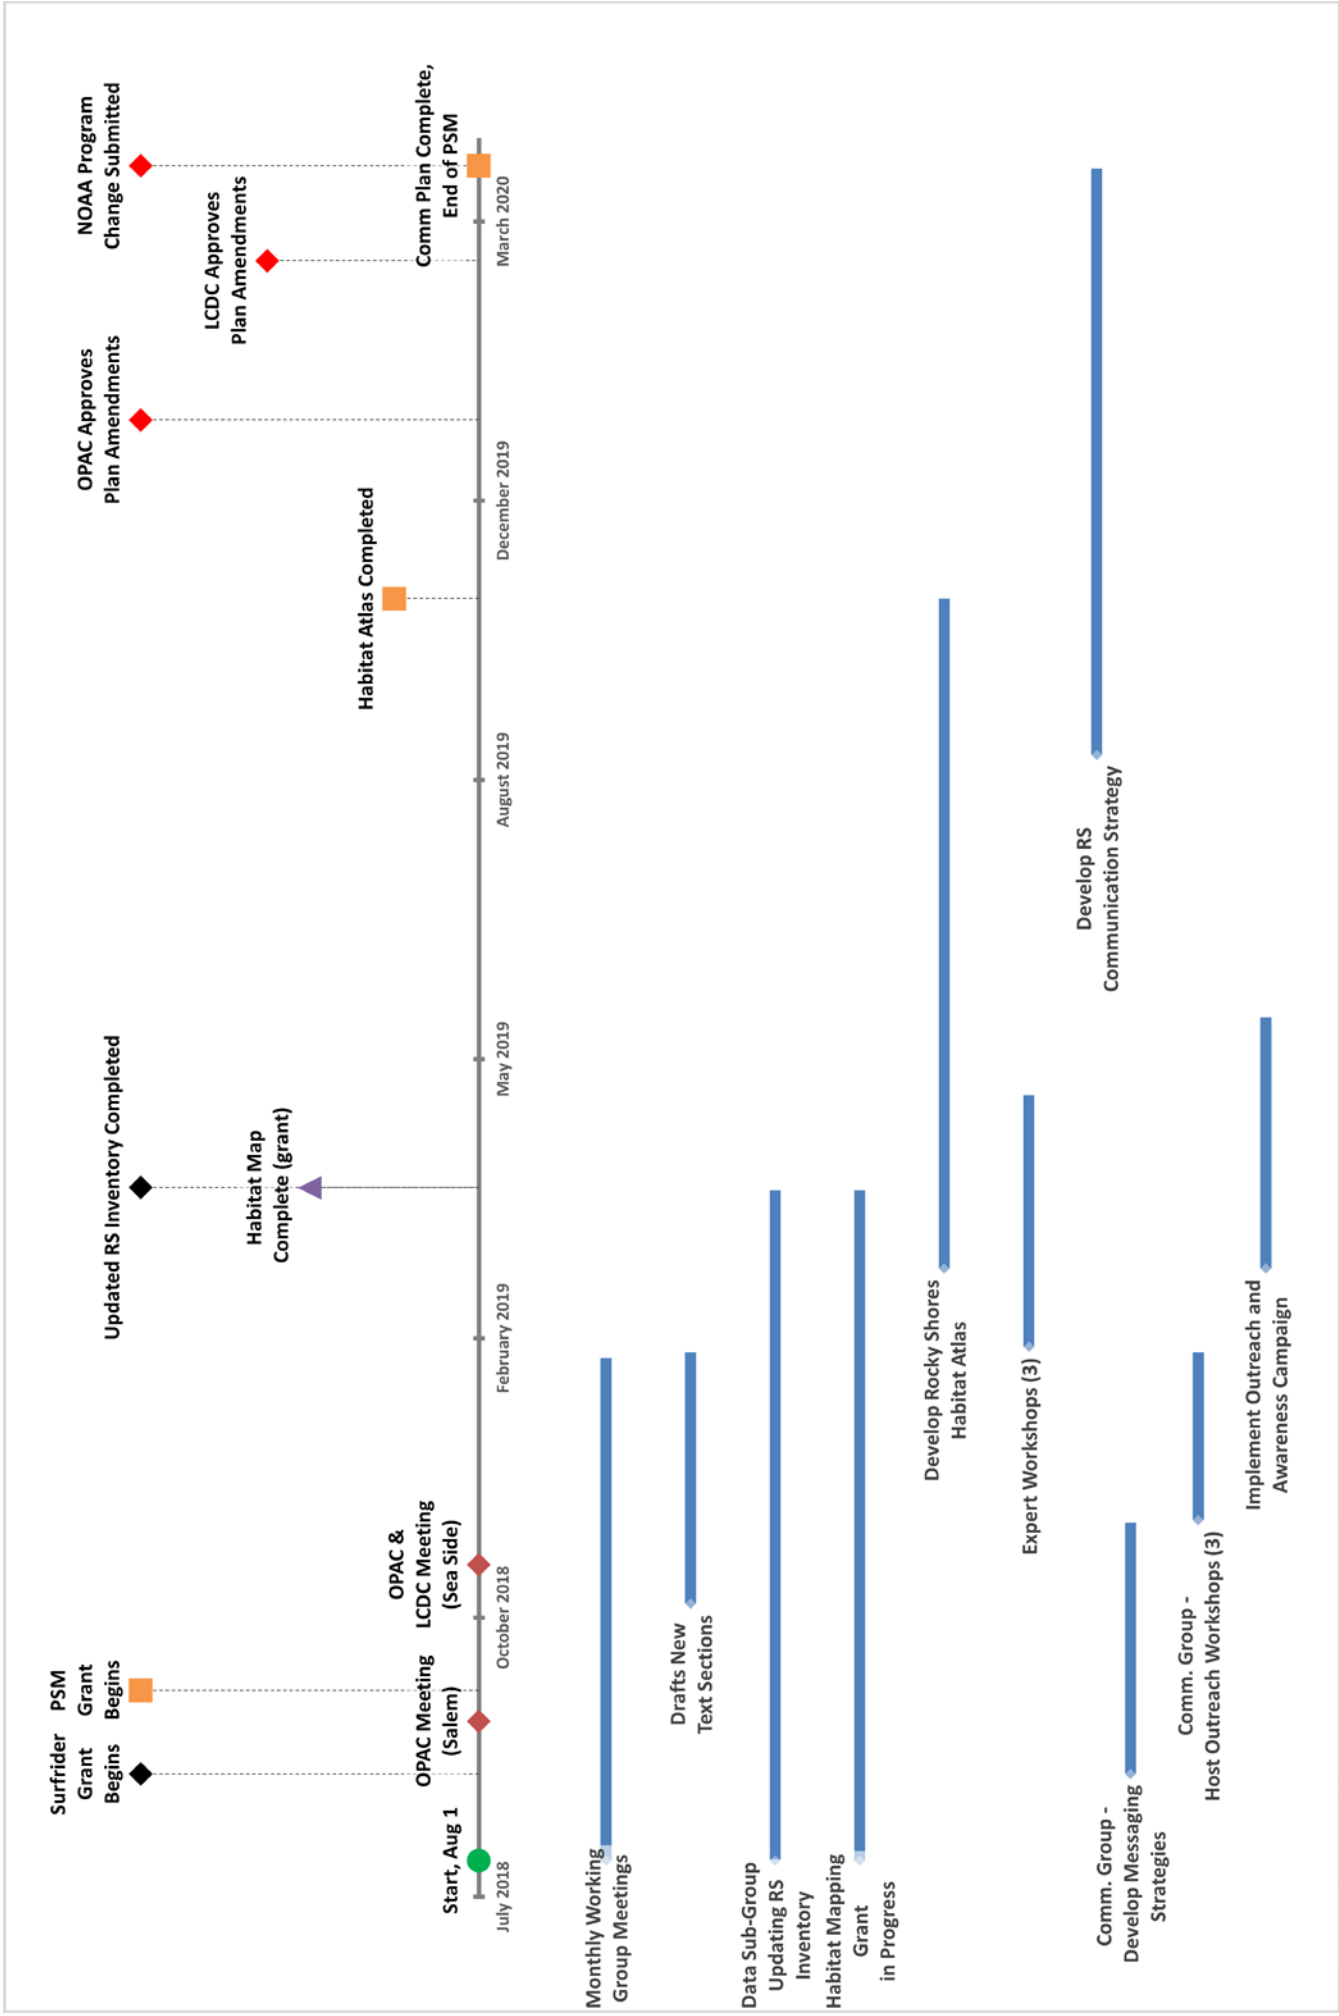 Surfrider
Grant
Begins
PSM
Grant
Begins
Updated RS Inventory Completed
OPAC Approves
Plan Amendments
NOAA Program
Change Submitted
LCDC Approves
Plan Amendments
Habitat Map
Complete (grant)
Habitat Atlas Completed
Start, Aug 1
OPAC Meeting
(Salem)
OPAC &
LCDC Meeting
(Sea Side)
Comm Plan Complete,
End of PSM
July 2018
October 2018
February 2019
May 2019
August 2019
December 2019
March 2020
Monthly Working
Group Meetings
Drafts New
Text Sections
Data Sub-Group
Updating RS
Inventory
Habitat Mapping
Grant
in Progress
Develop Rocky Shores
Habitat Atlas
Expert Workshops (3)
Develop RS
Communication Strategy
Comm. Group -
Develop Messaging
Strategies
Comm. Group -
Host Outreach Workshops (3)
Implement Outreach and
Awareness Campaign